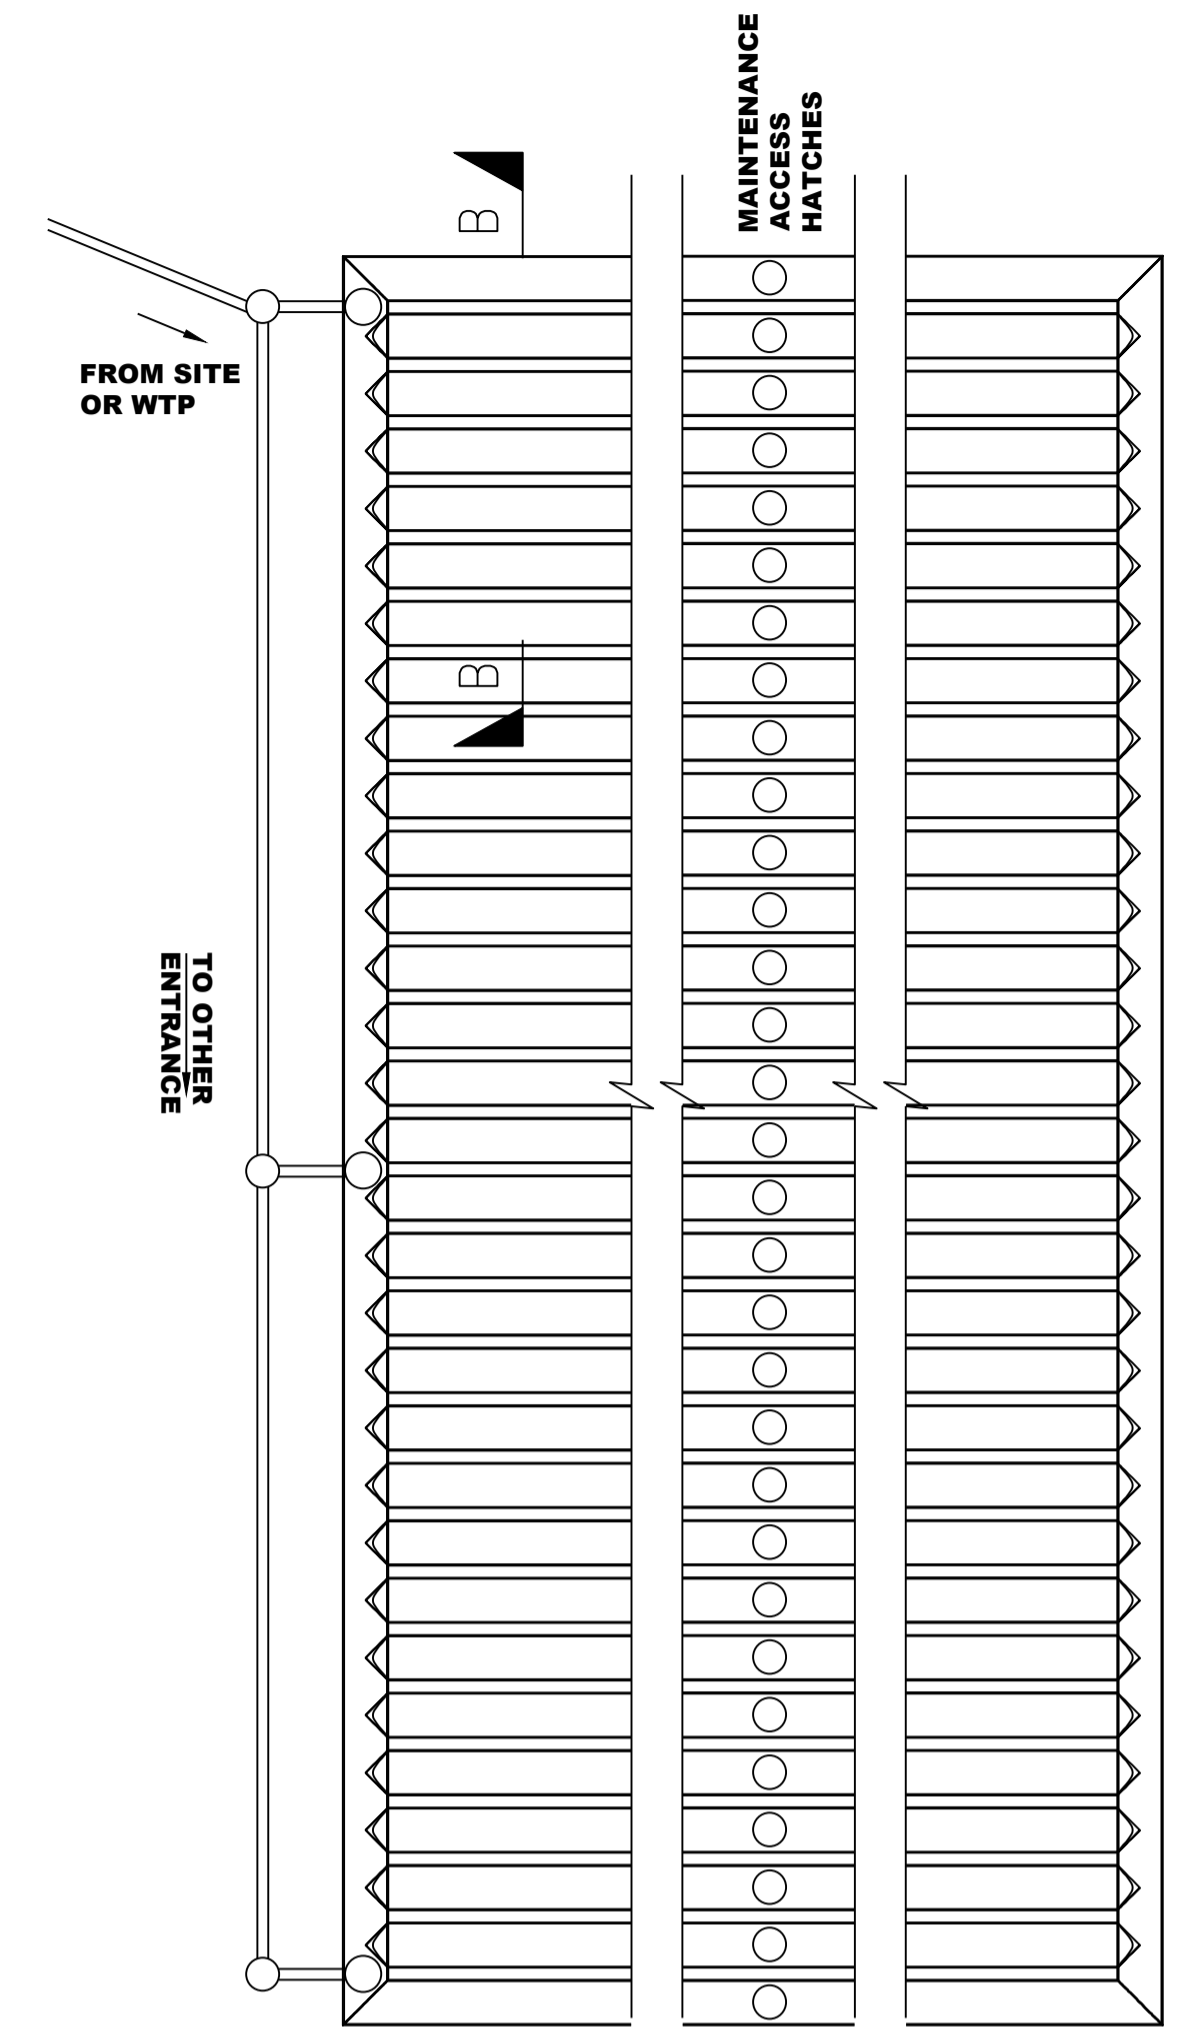 MAINTENANCE
ACCESS
HATCHES
B
FROM SITE
OR WTP
B
TO OTHER
ENTRANCE